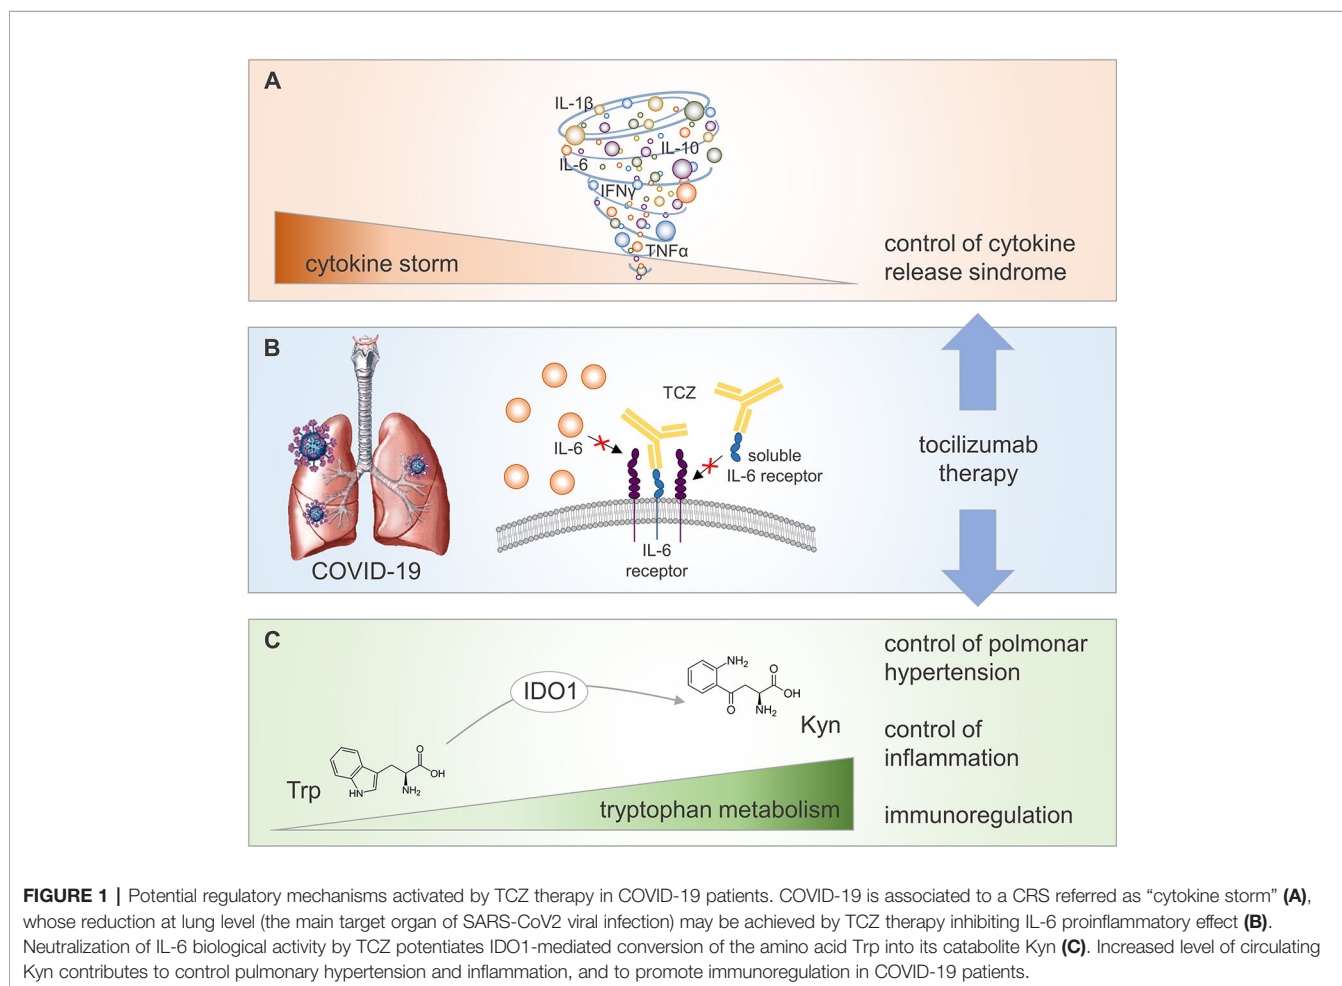 A
IL-1β
IL-10
IL-6
IFNγ
TNFα
cytokine storm
control of cytokine
release sindrome
B
TCZ
IL-6
soluble
IL-6 receptor
IL-6
receptor
COVID-19
tocilizumab
therapy
C
IDO1
NH₂
O
OH
O
NH₂
Kyn
Trp
O
OH
NH₂
HN
tryptophan metabolism
control of polmonar
hypertension
control of
inflammation
immunoregulation
FIGURE 1 | Potential regulatory mechanisms activated by TCZ therapy in COVID-19 patients. COVID-19 is associated to a CRS referred as “cytokine storm” (A),
whose reduction at lung level (the main target organ of SARS-CoV2 viral infection) may be achieved by TCZ therapy inhibiting IL-6 proinflammatory effect (B).
Neutralization of IL-6 biological activity by TCZ potentiates IDO1-mediated conversion of the amino acid Trp into its catabolite Kyn (C). Increased level of circulating
Kyn contributes to control pulmonary hypertension and inflammation, and to promote immunoregulation in COVID-19 patients.